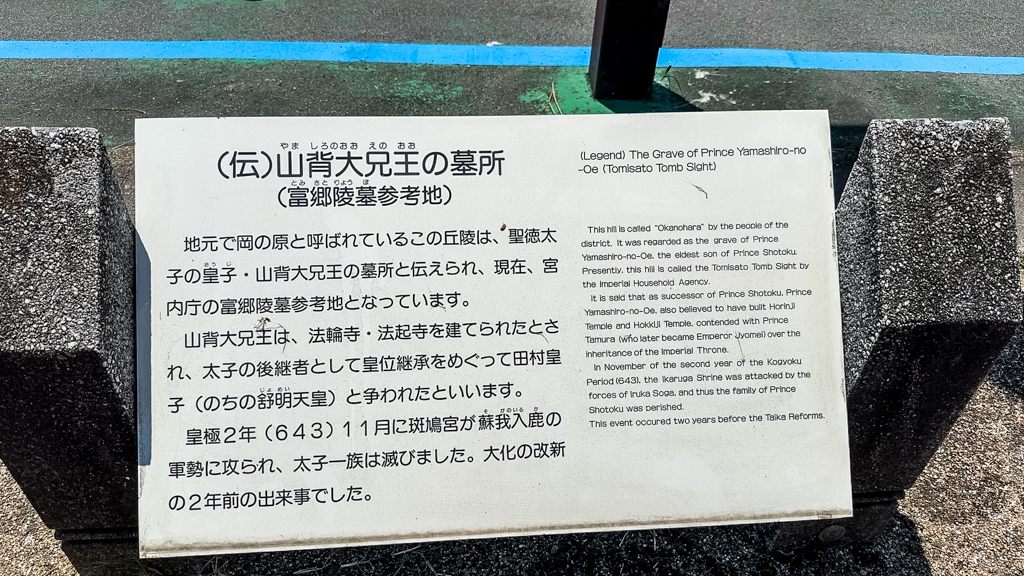 (伝)山背大兄王の墓所
(富郷陵墓参考地)
地元で岡の原と呼ばれているこの丘陵は、聖徳太
子の皇子・山背大兄王の墓所と伝えられ、現在、宮
内庁の富郷陵墓参考地となっています。
山背大兄王は、法輪寺・法起寺を建てられたとさ
れ、太子の後継者として皇位継承をめぐって田村皇
子(のちの舒明天皇)と争われたといいます。
皇極2年(643)11月に斑鳩宮が蘇我入鹿の
軍勢に攻られ、太子一族は滅びました。大化の改新
の2年前の出来事でした。
(Legend) The Grave of Prince Yamashiro-no
-Oe (Tomisato Tomb Sight)
This hill is called "Okanohara" by the people of the
district. It was regarded as the grave of Prince
Yamashiro-no-Oe, the eldest son of Prince Shotoku.
Presently, this hill is called the Tomisato Tomb Sight by
the Imperial Household Agency.
It is said that as successor of Prince Shotoku, Prince
Yamashiro-no-Oe, also believed to have built Horinji
Temple and Hokkiji Temple, contended with Prince
Tamura (who later became Emperor Jyomei) over the
inheritance of the Imperial Throne.
In November of the second year of the Kogyoku
Period (643), the Ikaruga Shrine was attacked by the
forces of Iruka Soga, and thus the family of Prince
Shotoku was perished.
This event occured two years before the Taika Reforms.